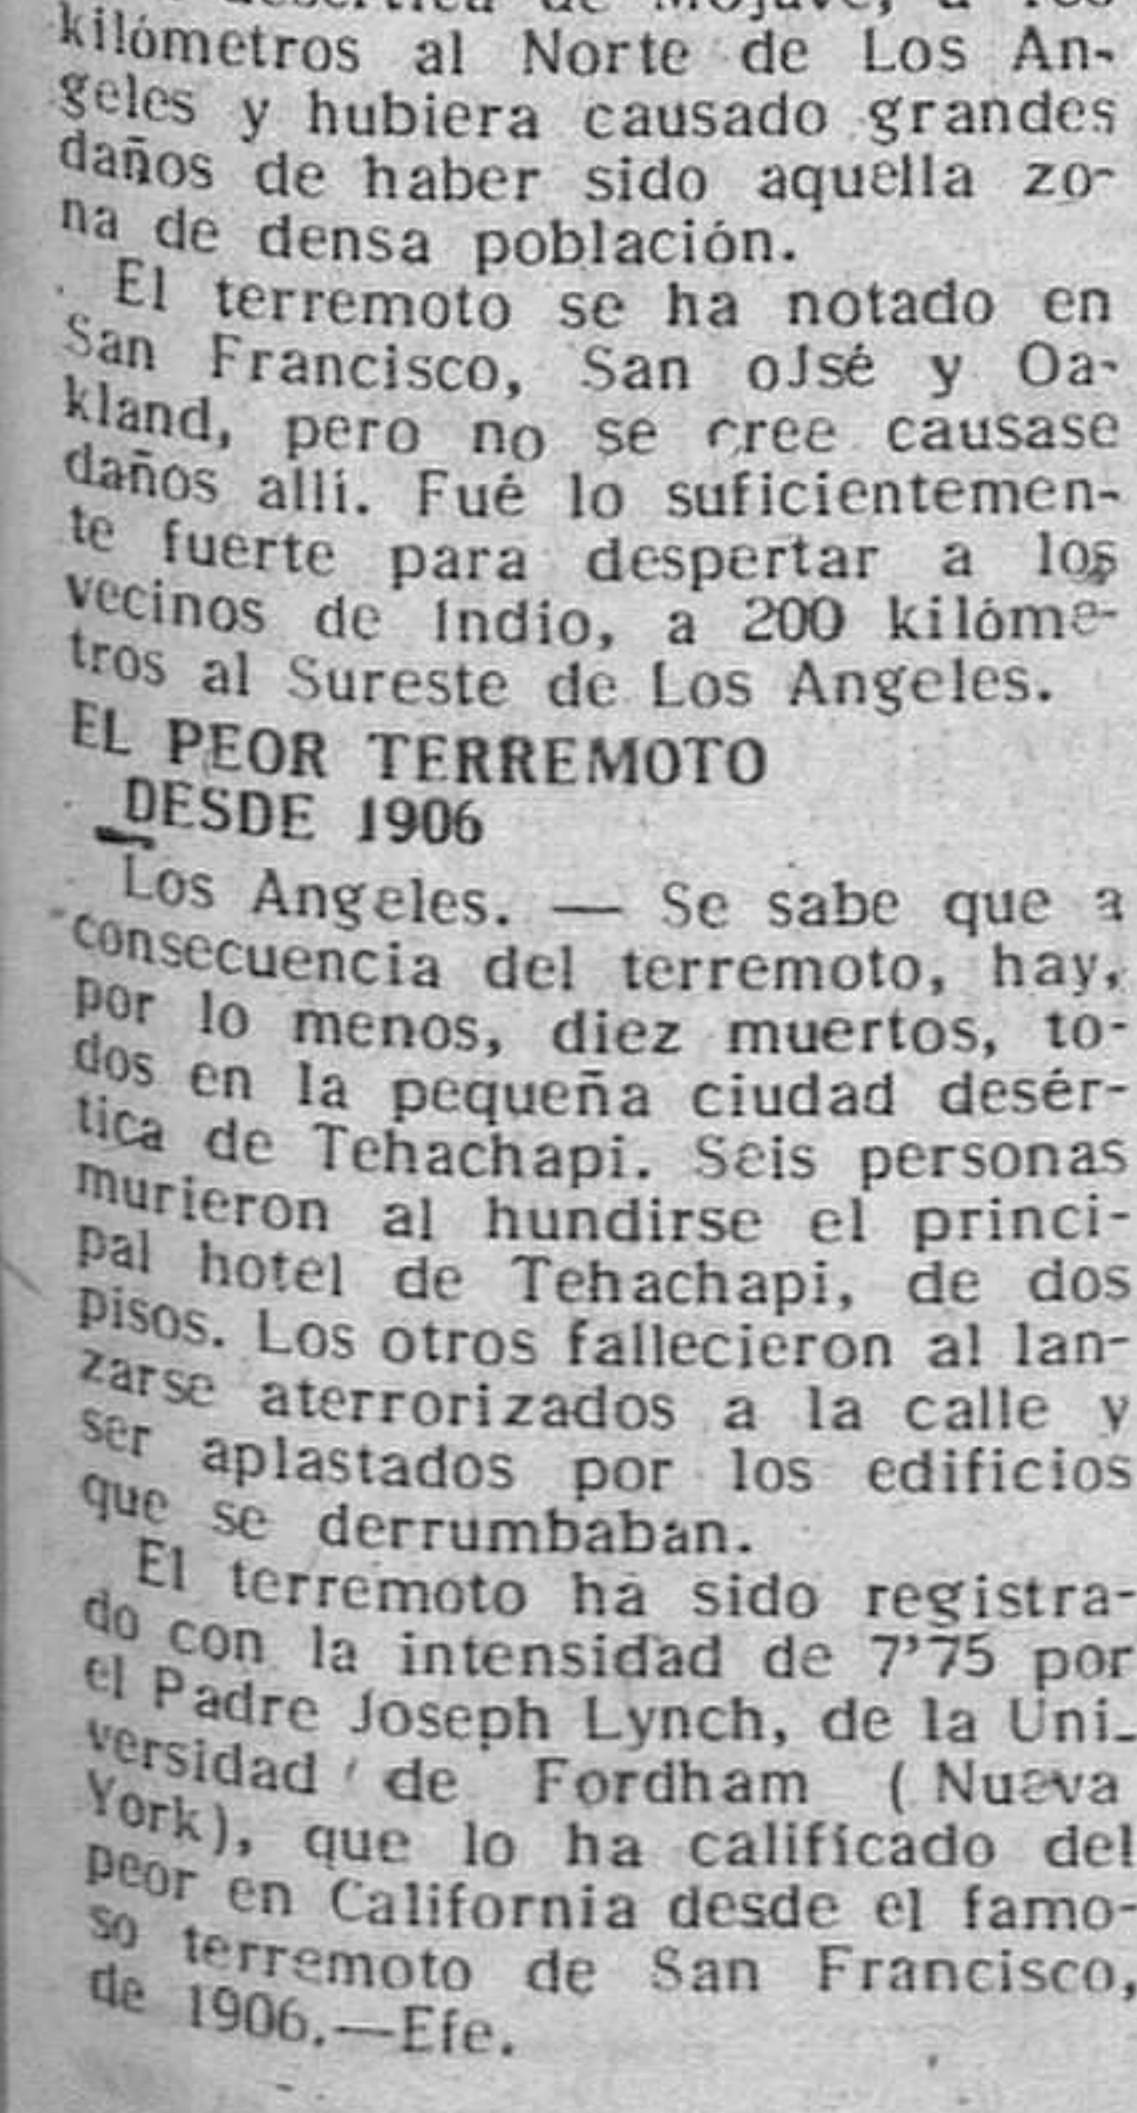 de Mojave, a
kilómetros al Norte de Los An-
geles y hubiera causado grandes
daños de haber sido aquella zo-
na de densa población.
El terremoto se ha notado en
San Francisco, San oJsé y Oa-
kland, pero no se cree causase
daños allí. Fué lo suficientemen-
te fuerte para despertar a los
vecinos de Indio, a 200 kilóme-
tros al Sureste de Los Angeles.
EL PEOR TERREMOTO
DESDE 1906
Los Angeles. — Se sabe que a
consecuencia del terremoto, hay,
por lo menos, diez muertos, to-
dos en la pequeña ciudad desér-
tica de Tehachapi. Seis personas
murieron al hundirse el princi-
pal hotel de Tehachapi, de dos
pisos. Los otros fallecieron al lan-
zarse aterrorizados a la calle y
ser aplastados por los edificios
que se derrumbaban.
El terremoto ha sido registra-
do con la intensidad de 7'75 por
el Padre Joseph Lynch, de la Uni-
versidad de Fordham ( Nueva
York), que lo ha calificado del
peor en California desde el famo-
so terremoto de San Francisco,
de 1906.—Efe.